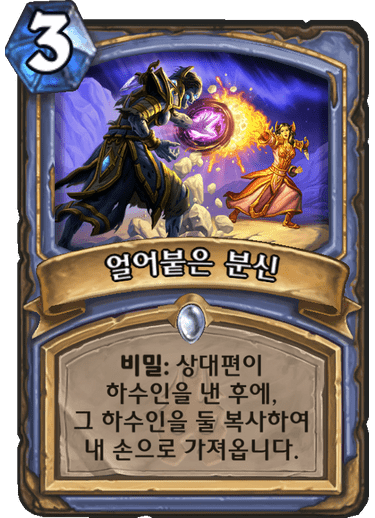 3
얼어붙은 분신
비밀: 상대편이
하수인을 낸 후에,
그 하수인을 둘 복사하여
내 손으로 가져옵니다.